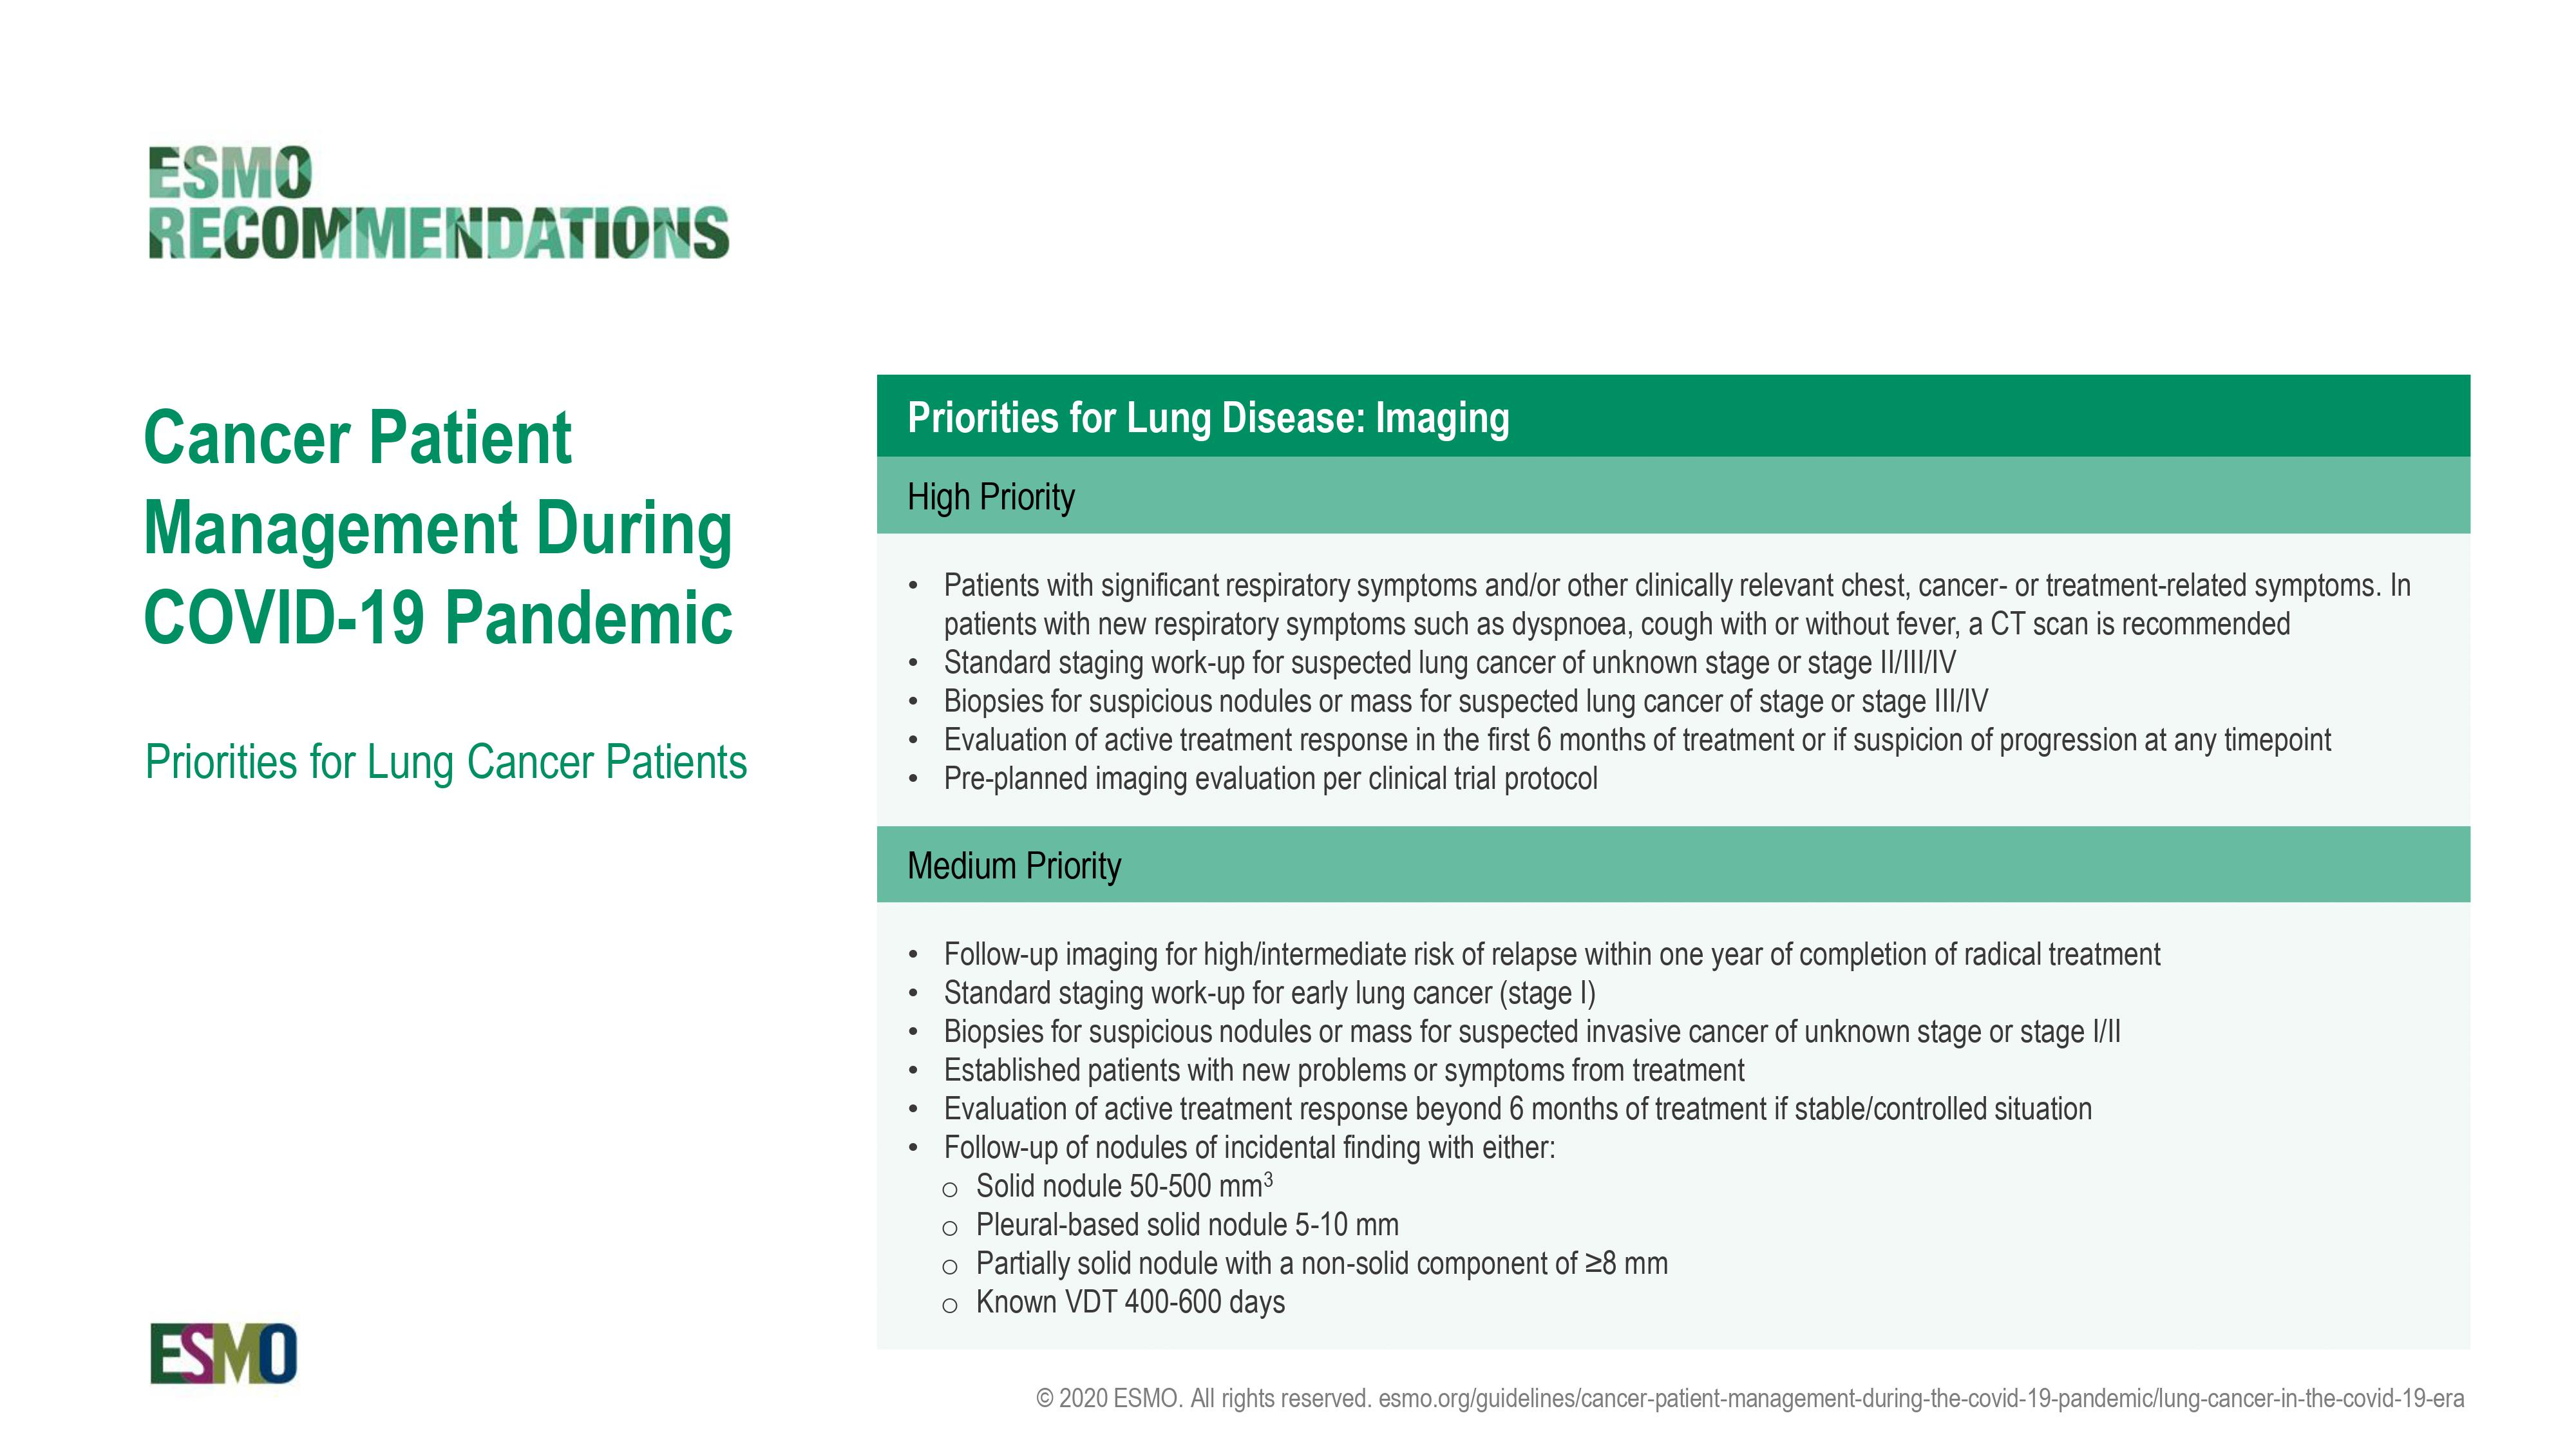 ESMO
RECOMMENDATIONS
Cancer Patient
Management During
COVID-19 Pandemic
Priorities for Lung Cancer Patients
Priorities for Lung Disease: Imaging
High Priority
• Patients with significant respiratory symptoms and/or other clinically relevant chest, cancer- or treatment-related symptoms. In
patients with new respiratory symptoms such as dyspnoea, cough with or without fever, a CT scan is recommended
• Standard staging work-up for suspected lung cancer of unknown stage or stage II/III/IV
• Biopsies for suspicious nodules or mass for suspected lung cancer of stage or stage III/IV
• Evaluation of active treatment response in the first 6 months of treatment or if suspicion of progression at any timepoint
• Pre-planned imaging evaluation per clinical trial protocol
Medium Priority
• Follow-up imaging for high/intermediate risk of relapse within one year of completion of radical treatment
• Standard staging work-up for early lung cancer (stage I)
• Biopsies for suspicious nodules or mass for suspected invasive cancer of unknown stage or stage I/II
• Established patients with new problems or symptoms from treatment
• Evaluation of active treatment response beyond 6 months of treatment if stable/controlled situation
• Follow-up of nodules of incidental finding with either:
o Solid nodule 50-500 mm³
o Pleural-based solid nodule 5-10 mm
o Partially solid nodule with a non-solid component of ≥8 mm
o Known VDT 400-600 days
ESMO
© 2020 ESMO. All rights reserved. esmo.org/guidelines/cancer-patient-management-during-the-covid-19-pandemic/lung-cancer-in-the-covid-19-era